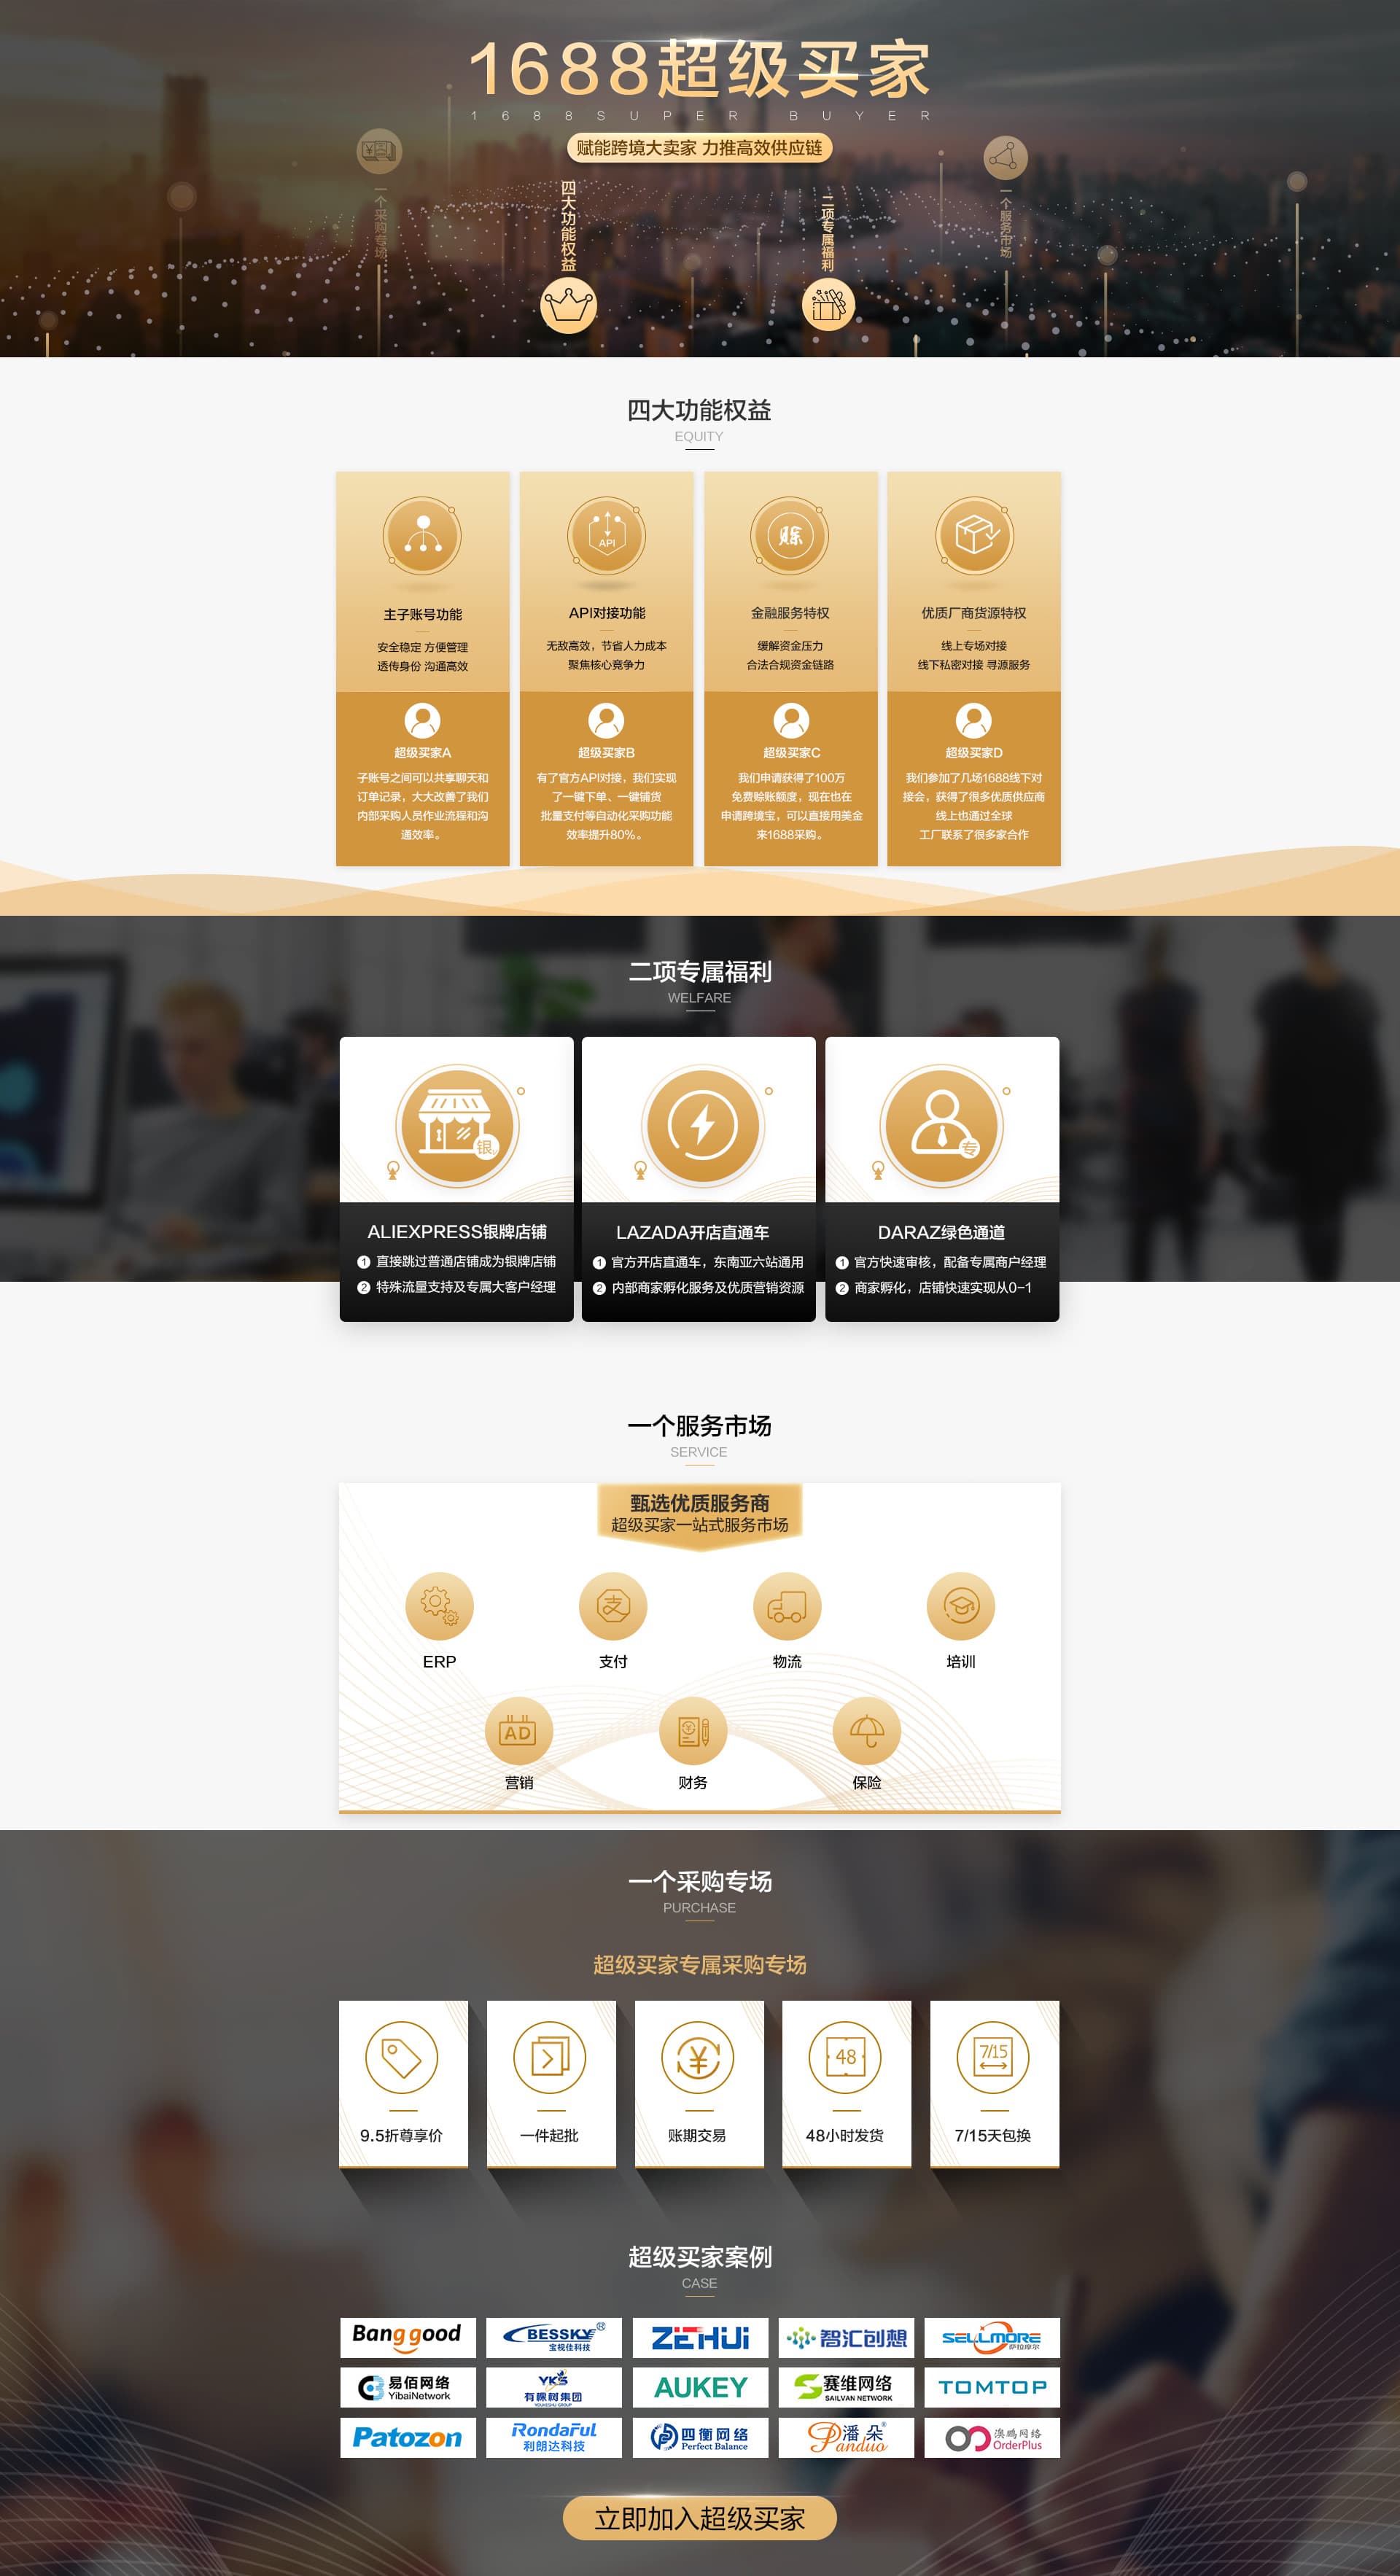 1688超级买家
1688SUPER BUYER
赋能跨境大卖家 力推高效供应链
一个采购专场
四大功能权益
二项专属福利
一个服务市场
四大功能权益
EQUITY
API
赊
主子账号功能
安全稳定 方便管理
透传身份 沟通高效
API对接功能
无敌高效，节省人力成本
聚焦核心竞争力
金融服务特权
缓解资金压力
合法合规资金链路
优质厂商货源特权
线上专场对接
线下私密对接 寻源服务
超级买家A
子账号之间可以共享聊天和
订单记录，大大改善了我们
内部采购人员作业流程和沟
通效率。
超级买家B
有了官方API对接，我们实现
了一键下单、一键铺货
批量支付等自动化采购功能
效率提升80%。
超级买家C
我们申请获得了100万
免费赊账额度，现在也在
申请跨境宝，可以直接用美金
来1688采购。
超级买家D
我们参加了几场1688线下对
接会，获得了很多优质供应商
线上也通过全球
工厂联系了很多家合作
二项专属福利
WELFARE
银
ALIEXPRESS银牌店铺
1 直接跳过普通店铺成为银牌店铺
2 特殊流量支持及专属大客户经理
LAZADA开店直通车
1 官方开店直通车，东南亚六站通用
2 内部商家孵化服务及优质营销资源
专
DARAZ绿色通道
1 官方快速审核，配备专属商户经理
2 商家孵化，店铺快速实现从0-1
一个服务市场
SERVICE
甄选优质服务商
超级买家一站式服务市场
支
ERP
支付
物流
培训
AD
¥
营销
财务
保险
一个采购专场
PURCHASE
超级买家专属采购专场
¥
48
7/15
9.5折尊享价
一件起批
账期交易
48小时发货
7/15天包换
超级买家案例
CASE
Banggood
BESSKY®
宝视佳科技
ZEHUi
智汇创想
SELLMORE
萨拉摩尔
易佰网络
YibaiNetwork
YKS
有棵树集团
YOUKESHU GROUP
AUKEY
赛维网络
SAILVAN NETWORK
TOMTOP
Patozon
RondaFul
利朗达科技
四衡网络
Perfect Balance
潘朵®
Panduo
澳鹏网络
OrderPlus
立即加入超级买家